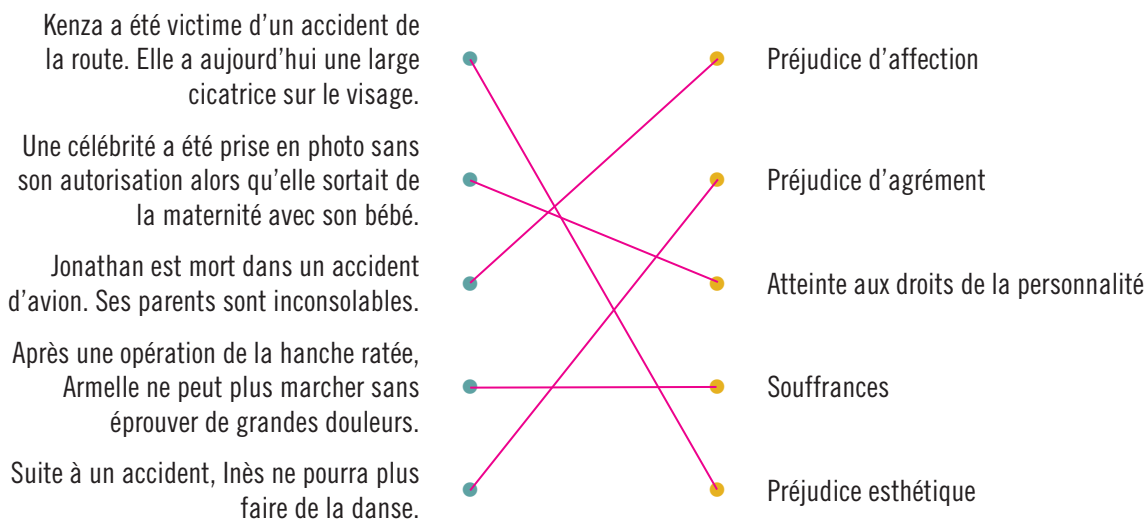 Kenza a été victime d’un accident de
la route. Elle a aujourd’hui une large
cicatrice sur le visage.
Une célébrité a été prise en photo sans
son autorisation alors qu’elle sortait de
la maternité avec son bébé.
Jonathan est mort dans un accident
d’avion. Ses parents sont inconsolables.
Après une opération de la hanche ratée,
Armelle ne peut plus marcher sans
éprouver de grandes douleurs.
Suite à un accident, Inès ne pourra plus
faire de la danse.
Préjudice d’affection
Préjudice d’agrément
Atteinte aux droits de la personnalité
Souffrances
Préjudice esthétique